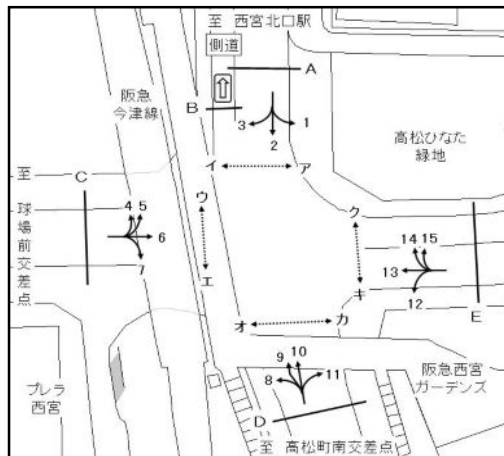 至 西宮北口駅
側道
A
阪急
今津線
B
3
1
2
高松ひなた
緑地
イ
ア
至
C
ウ
ク
球場前交差点
4 5
6
7
14 15
13
12
エ
キ
E
オ
カ
9 10
8
11
プレラ
西宮
阪急西宮
ガーデンズ
D
至 高松町南交差点